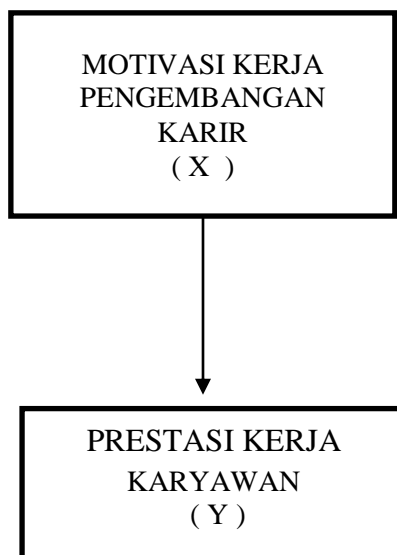 MOTIVASI KERJA
PENGEMBANGAN
KARIR
( X )
PRESTASI KERJA
KARYAWAN
( Y )